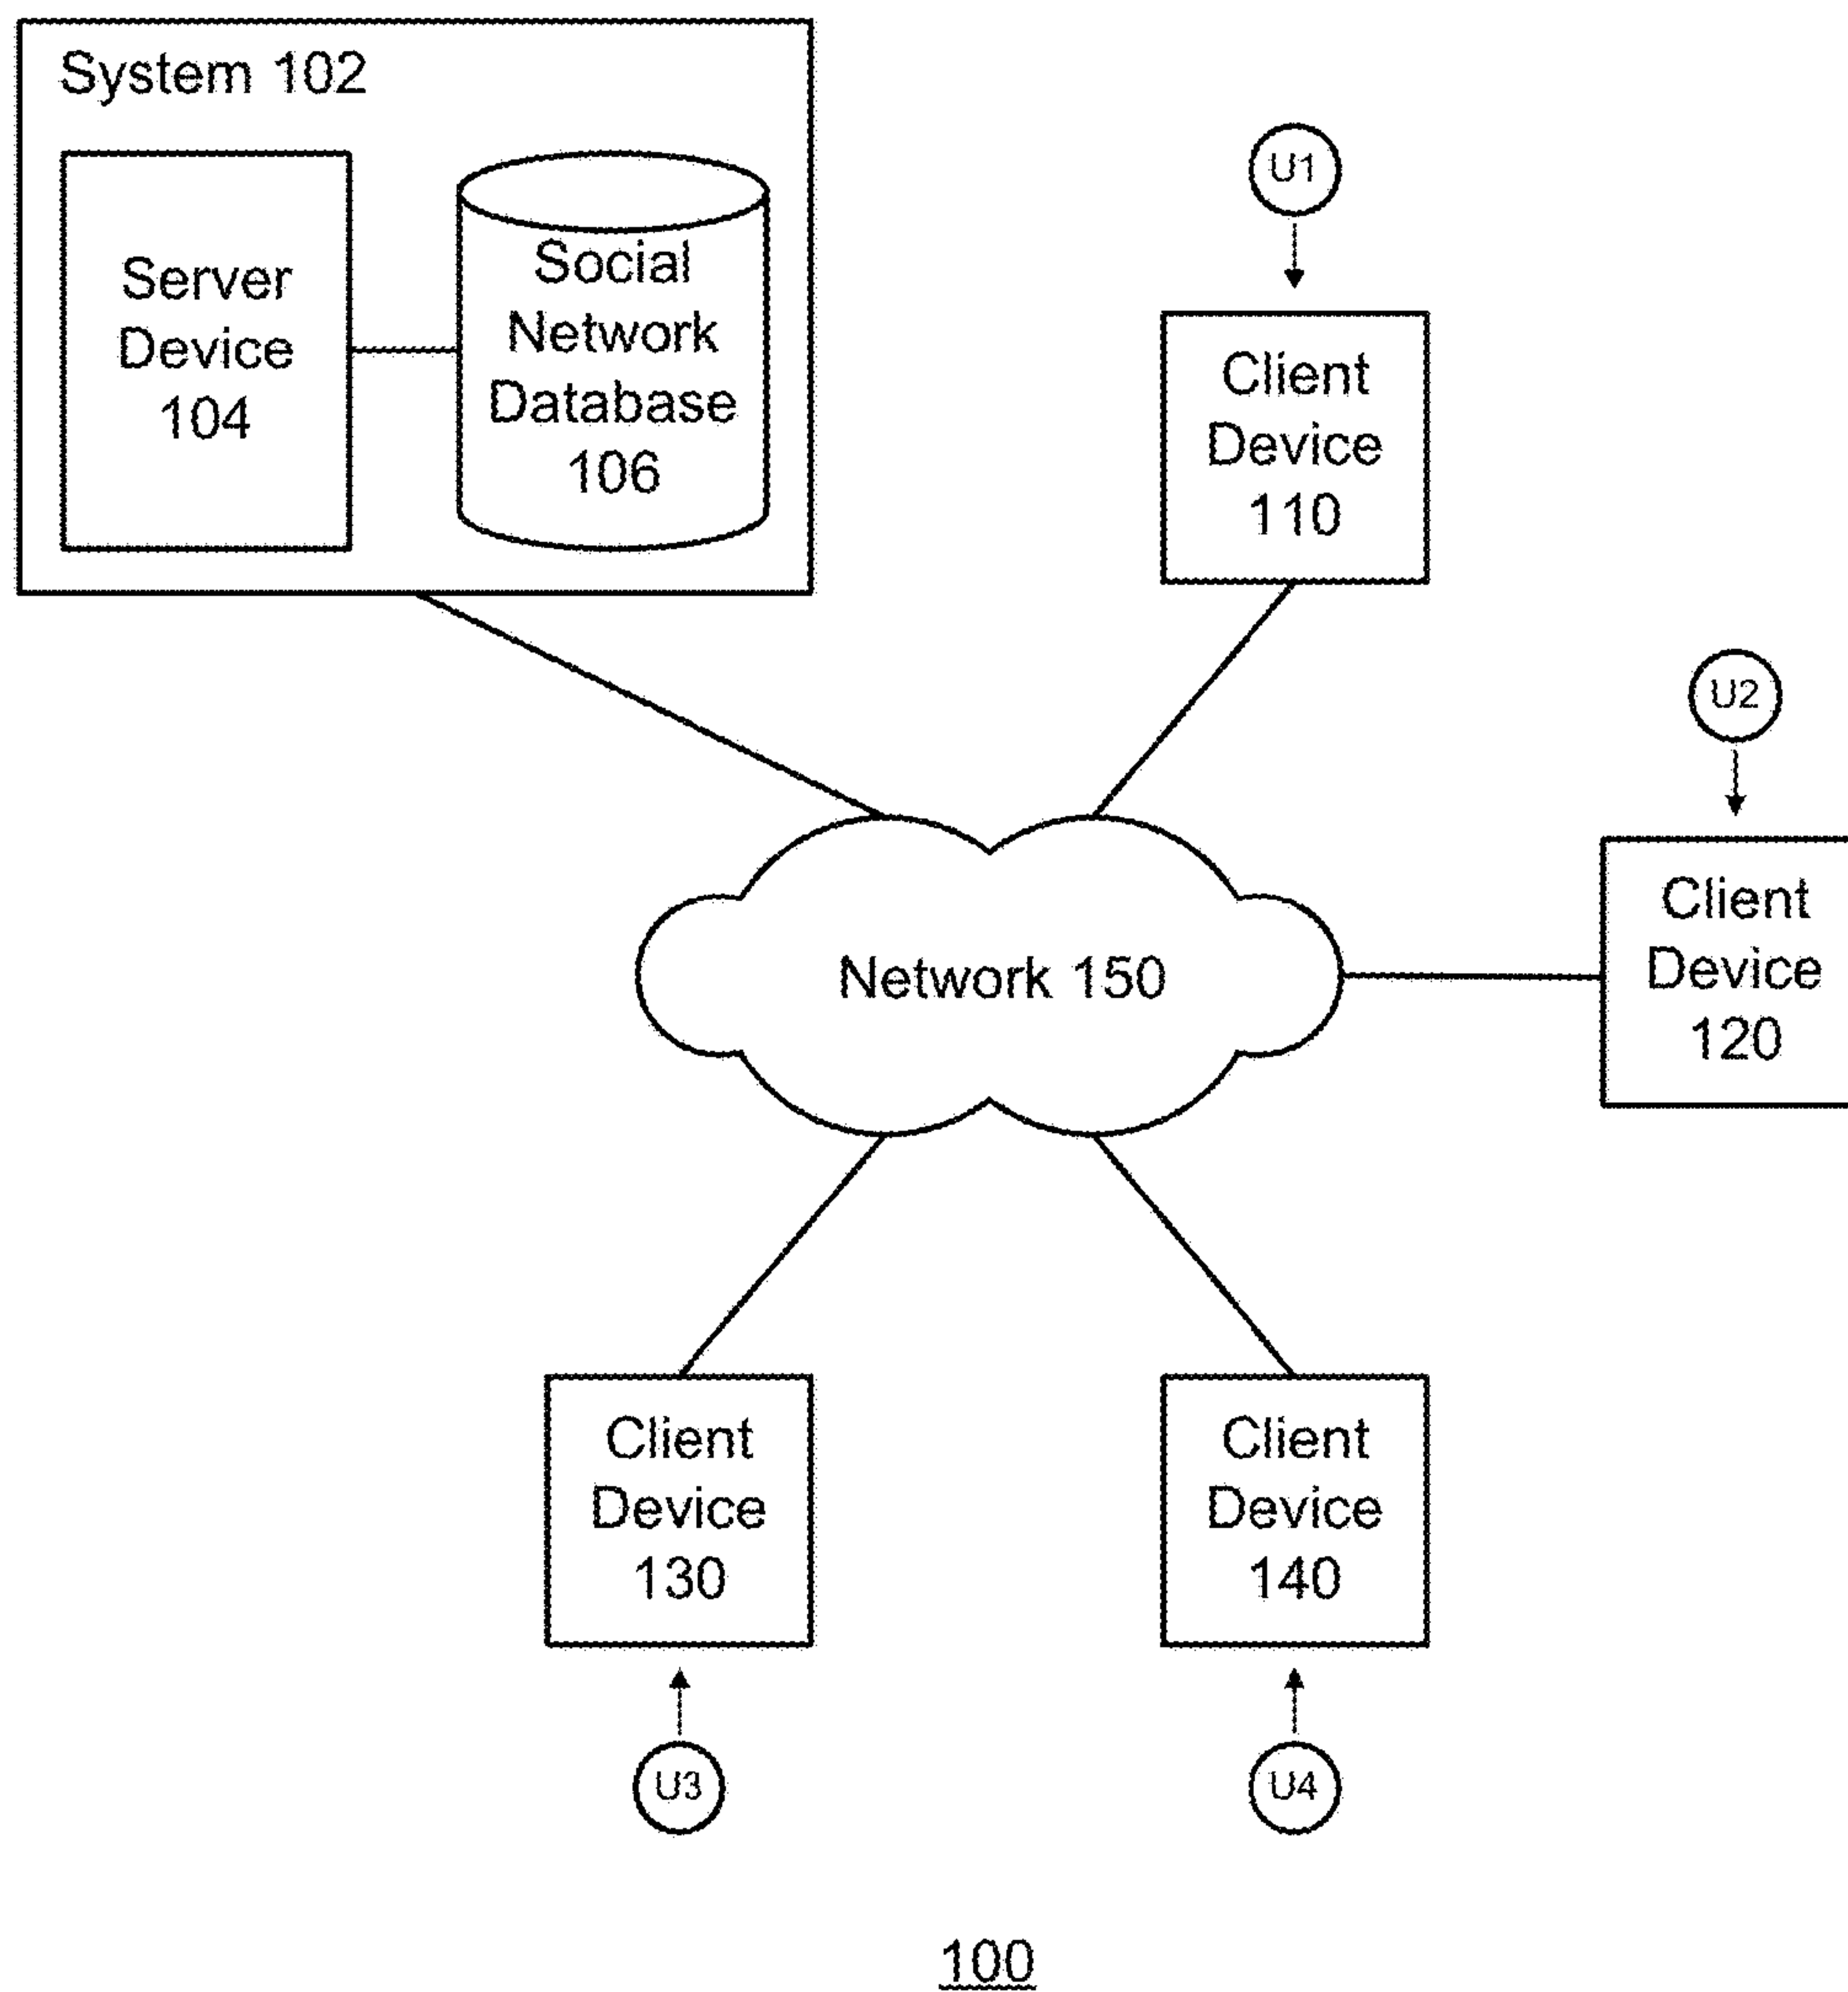 System 102
Server
Device
104
Social
Network
Database
106
U1
Client
Device
110
U2
Client
Device
120
Network 150
Client
Device
130
Client
Device
140
U3
U4
100